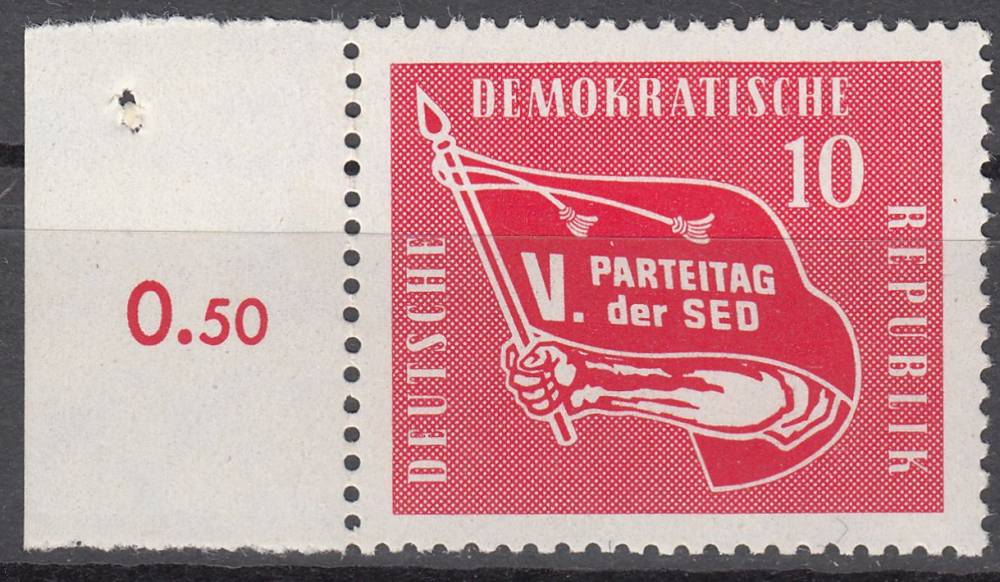 0.50
DEUTSCHE
DEMOKRATISCHE
REPUBLIK
10
V. PARTEITAG
der SED